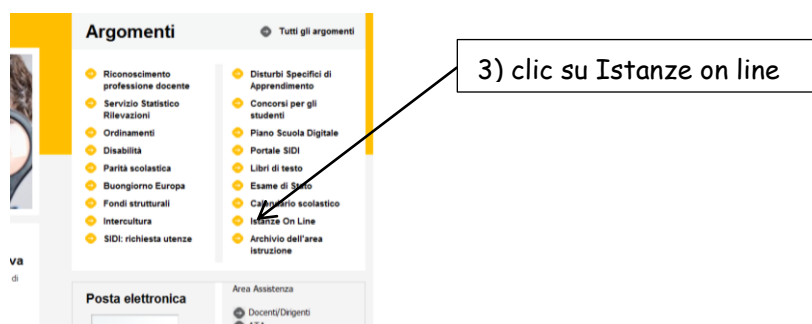 Argomenti
Tutti gli argomenti
3) clic su Istanze on line
Riconoscimento
professione docente
Servizio Statistico
Rilevazioni
Ordinamenti
Disabilità
Parità scolastica
Buongiorno Europa
Fondi strutturali
Intercultura
SIDI: richiesta utenze
Disturbi Specifici di
Apprendimento
Concorsi per gli
studenti
Piano Scuola Digitale
Portale SIDI
Libri di testo
Esame di Stato
Calendario scolastico
Istanze On Line
Archivio dell'area
istruzione
va
di
Posta elettronica
Area Assistenza
Docenti/Dirigenti
ATA